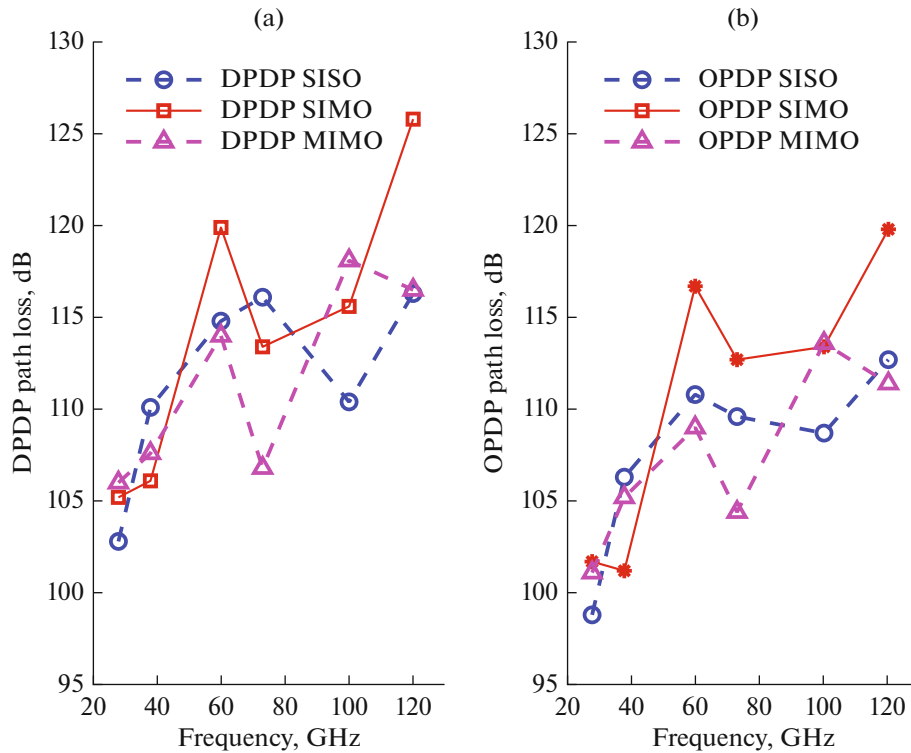 (a)
130
125
120
115
110
105
100
95
20 40 60 80 100 120
DPDP path loss, dB
Frequency, GHz
DPDP SISO
DPDP SIMO
DPDP MIMO
(b)
130
125
120
115
110
105
100
95
20 40 60 80 100 120
OPDP path loss, dB
Frequency, GHz
OPDP SISO
OPDP SIMO
OPDP MIMO